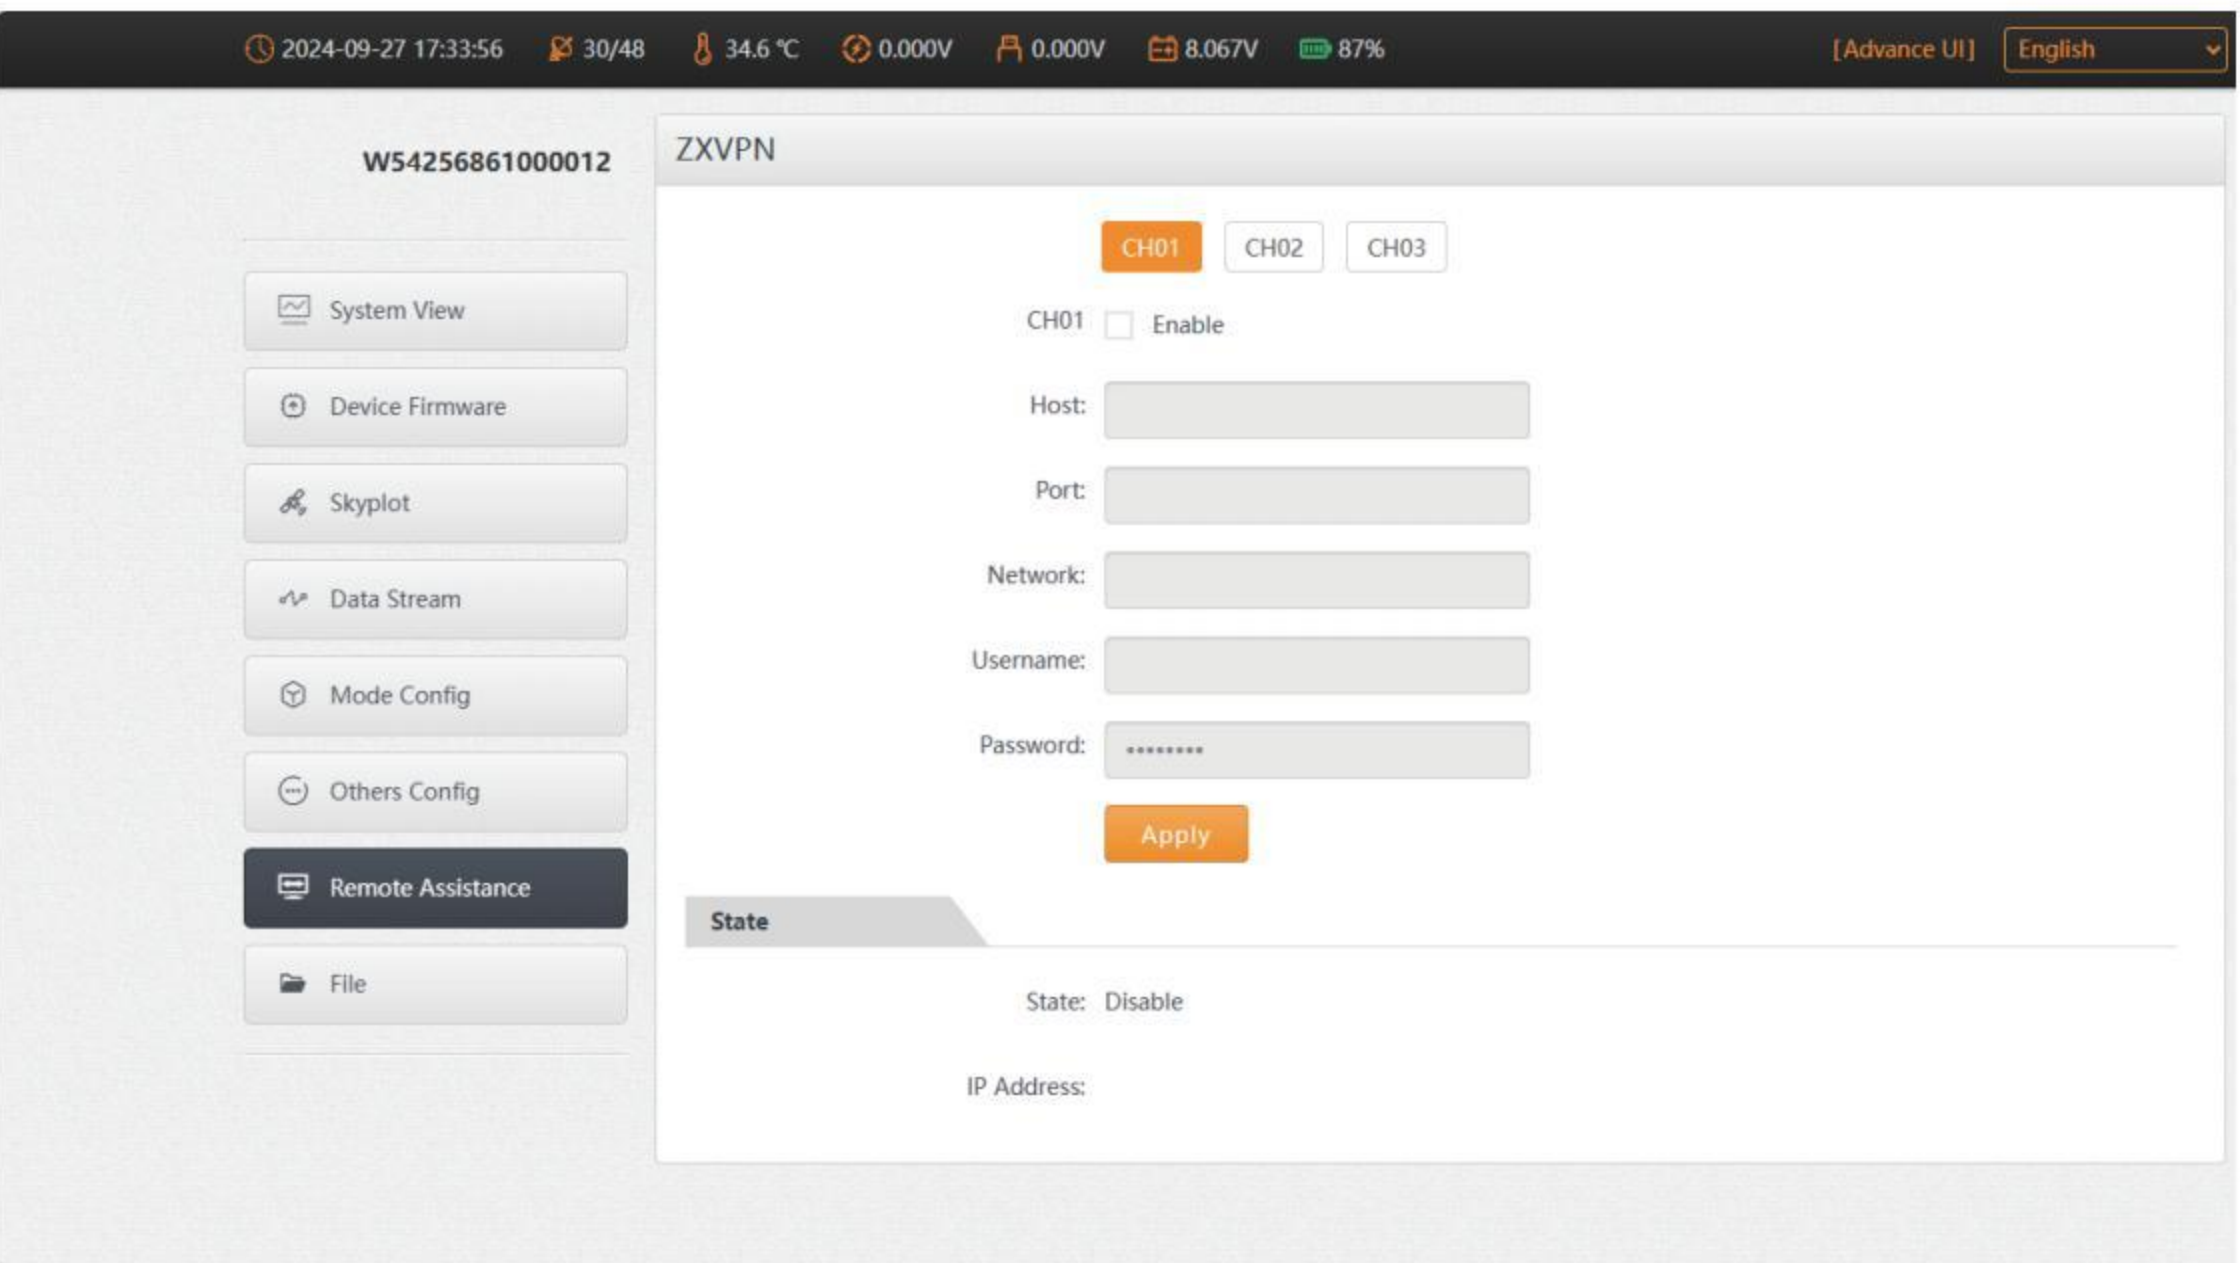 2024-09-27 17:33:56 30/48 34.6 ℃ 0.000V 0.000V 8.067V 87% [Advance UI] English
W54256861000012
ZXVPN
CH01 CH02 CH03
System View
CH01 Enable
Device Firmware
Host:
Skyplot
Port:
Data Stream
Network:
Mode Config
Username:
Others Config
Password: ••••••••
Apply
Remote Assistance
State
File
State: Disable
IP Address: